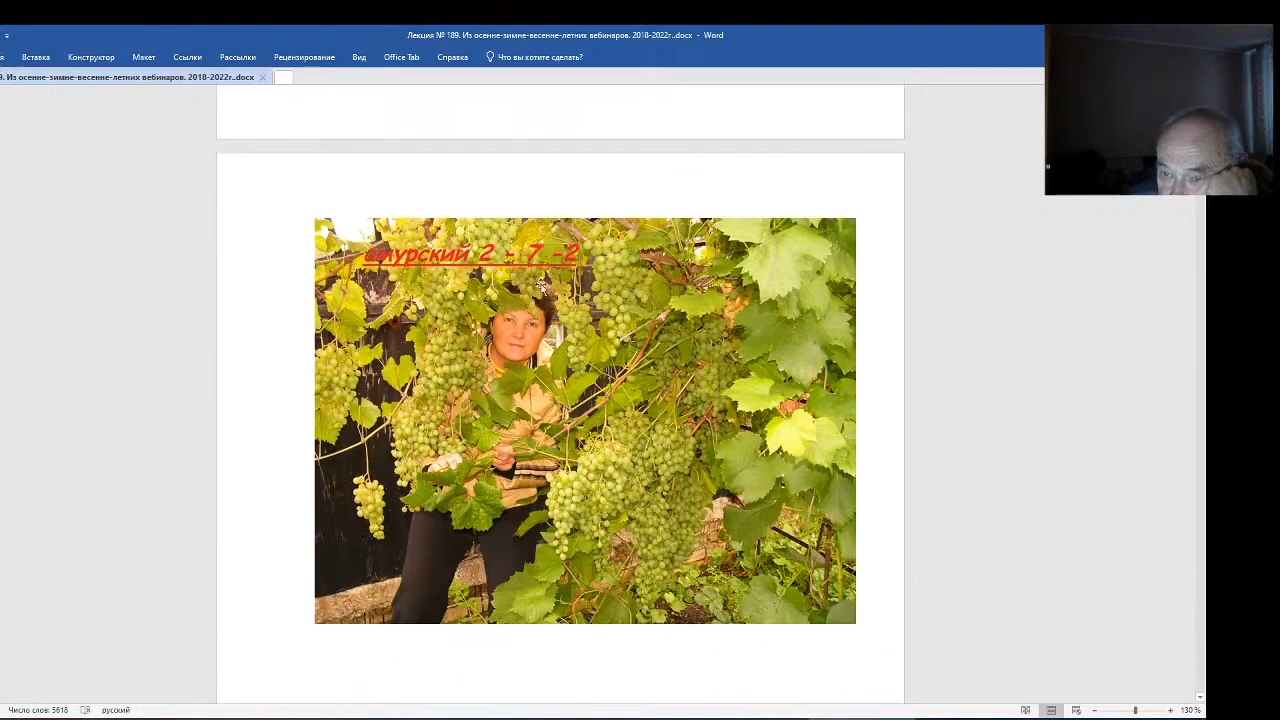 Лекция № 189. Из осенне-зимне-весенне-летних вебинаров. 2018-2022г..docx - Word
Вставка Конструктор Макет Ссылки Рассылки Рецензирование Вид Office Tab Справка Что вы хотите сделать?
9. Из осенне-зимне-весенне-летних вебинаров. 2018-2022г..docx
амурский 2 - 7 -2
Число слов: 5618 русский 130 %